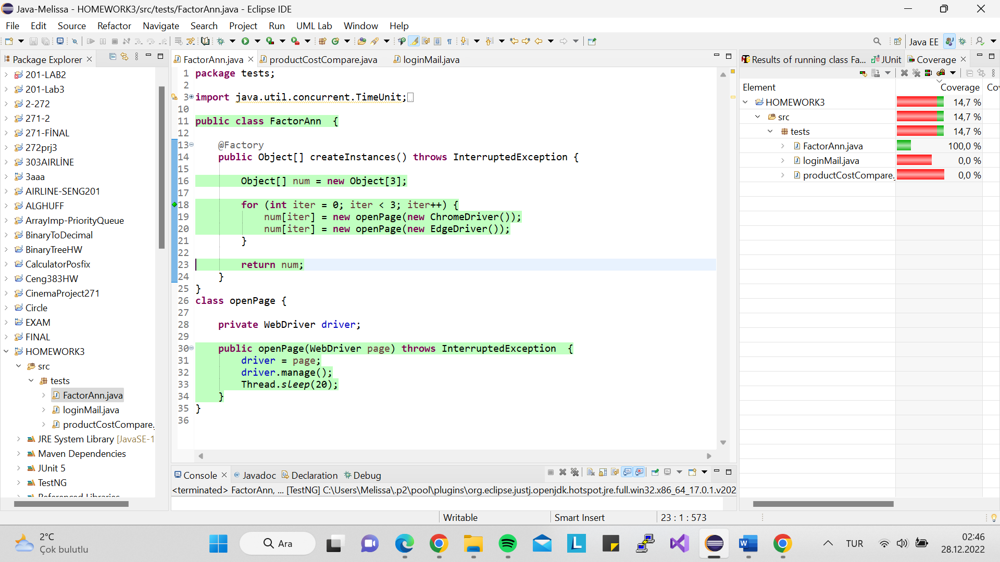 Java-Melissa - HOMEWORK3/src/tests/FactorAnn.java - Eclipse IDE
File Edit Source Refactor Navigate Search Project Run UML Lab Window Help
Java EE
Package Explorer
201-LAB2
201-Lab3
2-272
271-2
271-FİNAL
272prj3
303AIRLİNE
3aaa
AIRLINE-SENG201
ALGHUFF
ArrayImp-PriorityQueue
BinaryToDecimal
BinaryTreeHW
CalculatorPosfix
Ceng383HW
CinemaProject271
Circle
EXAM
FINAL
HOMEWORK3
src
tests
FactorAnn.java
loginMail.java
productCostCompare.
JRE System Library [JavaSE-1
Maven Dependencies
JUnit 5
TestNG
Referenced Libraries
FactorAnn.java productCostCompare.java loginMail.java
1 package tests;
2
3 import java.util.concurrent.TimeUnit;
10
11 public class FactorAnn {
12
13 @Factory
14 public Object[] createInstances() throws InterruptedException {
15
16 Object[] num = new Object[3];
17
18 for (int iter = 0; iter < 3; iter++) {
19 num[iter] = new openPage(new ChromeDriver());
20 num[iter] = new openPage(new EdgeDriver());
21 }
22
23 return num;
24 }
25 }
26 class openPage {
27
28 private WebDriver driver;
29
30 public openPage(WebDriver page) throws InterruptedException {
31 driver = page;
32 driver.manage();
33 Thread.sleep(20);
34 }
35 }
36
Console Javadoc Declaration Debug
<terminated> FactorAnn, ... [TestNG] C:\Users\Melissa\.p2\pool\plugins\org.eclipse.justj.openjdk.hotspot.jre.full.win32.x86_64_17.0.1.v202
Results of running class Fa... JUnit Coverage
Element Coverage Co
HOMEWORK3 14,7 %
src 14,7 %
tests 14,7 %
FactorAnn.java 100,0 %
loginMail.java 0,0 %
productCostCompare. 0,0 %
Writable Smart Insert 23 : 1 : 573
2°C
Çok bulutlu
Ara
TUR
02:46
28.12.2022